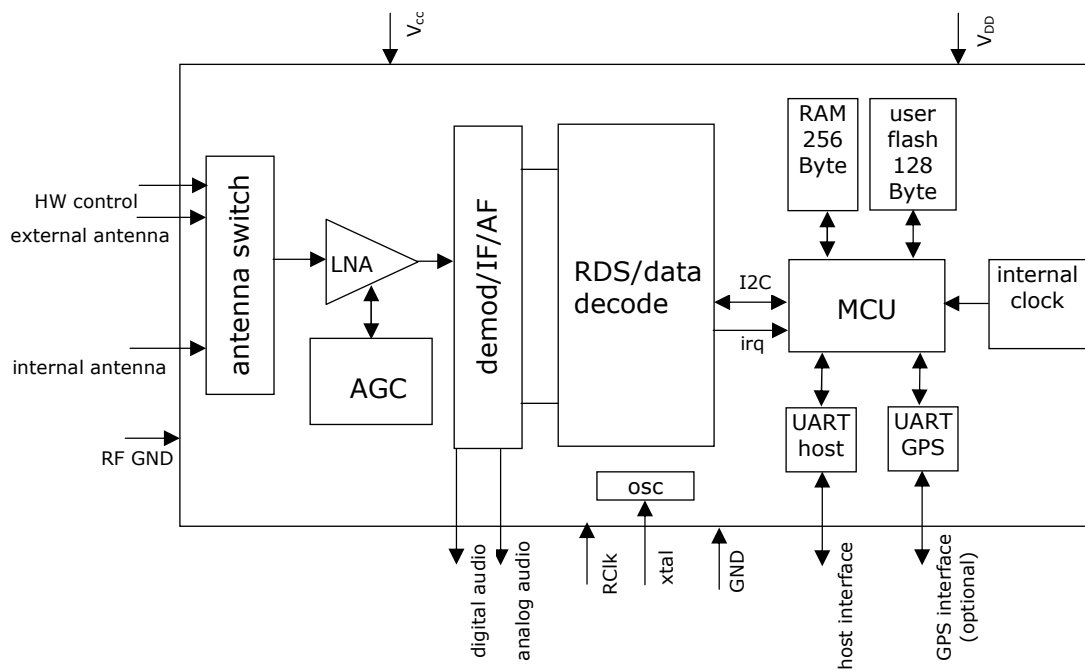 Vcc
VDD
RAM
256
Byte
user
flash
128
Byte
HW control
external antenna
antenna switch
LNA
demod/IF/AF
RDS/data
decode
I2C
irq
MCU
internal
clock
internal antenna
AGC
RF GND
UART
host
UART
GPS
osc
digital audio
analog audio
RClk
xtal
GND
host interface
GPS interface
(optional)